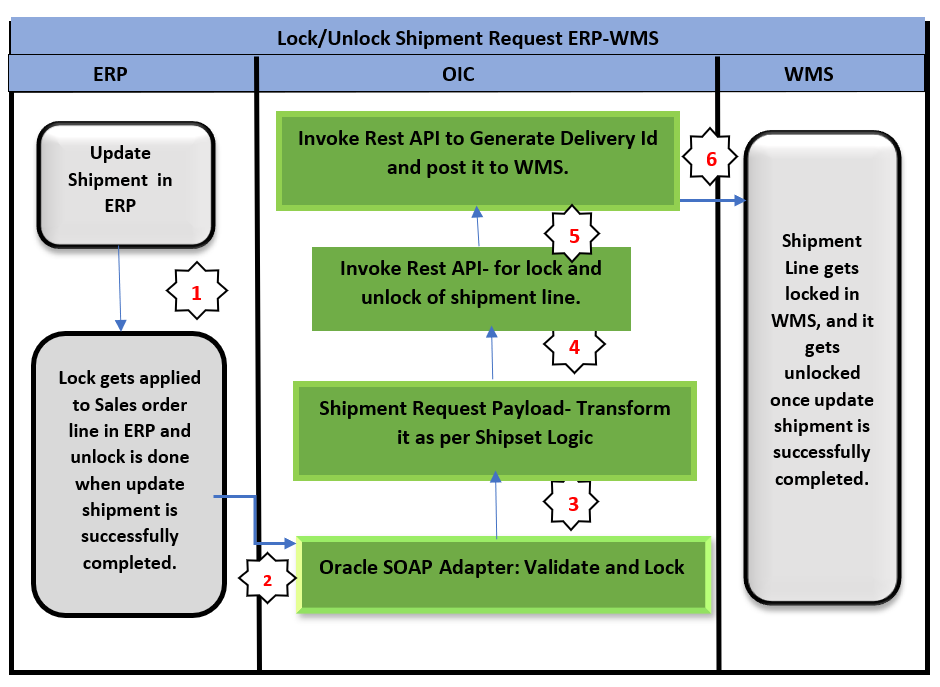 Lock/Unlock Shipment Request ERP-WMS
ERP
OIC
WMS
Update
Shipment in
ERP
1
Lock gets applied
to Sales order
line in ERP and
unlock is done
when update
shipment is
successfully
completed.
2
Oracle SOAP Adapter: Validate and Lock
3
Shipment Request Payload- Transform
it as per Shipset Logic
4
Invoke Rest API- for lock and
unlock of shipment line.
5
Invoke Rest API to Generate Delivery Id
and post it to WMS.
6
Shipment
Line gets
locked in
WMS, and it
gets
unlocked
once update
shipment is
successfully
completed.